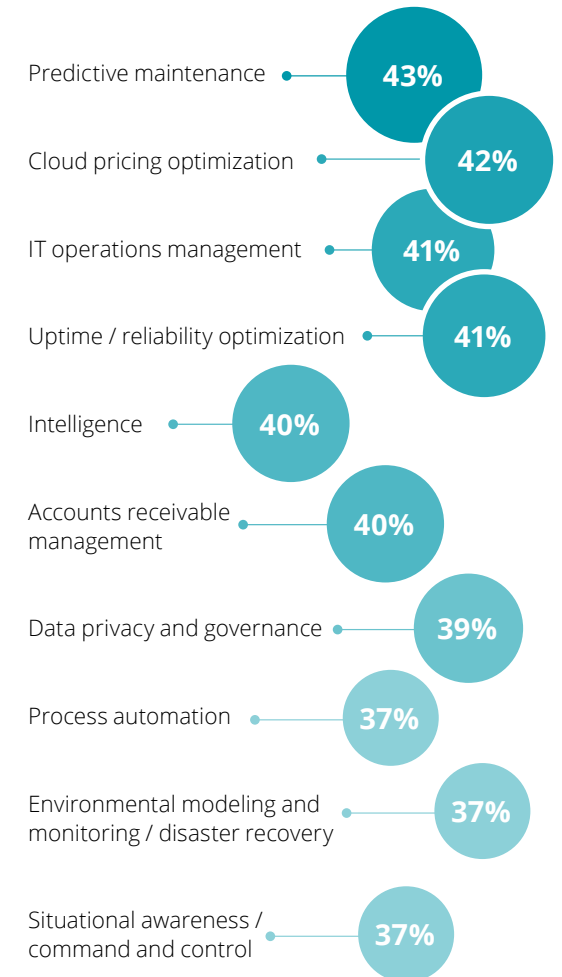 Predictive maintenance 43%
Cloud pricing optimization 42%
IT operations management 41%
Uptime / reliability optimization 41%
Intelligence 40%
Accounts receivable
management 40%
Data privacy and governance 39%
Process automation 37%
Environmental modeling and
monitoring / disaster recovery 37%
Situational awareness /
command and control 37%